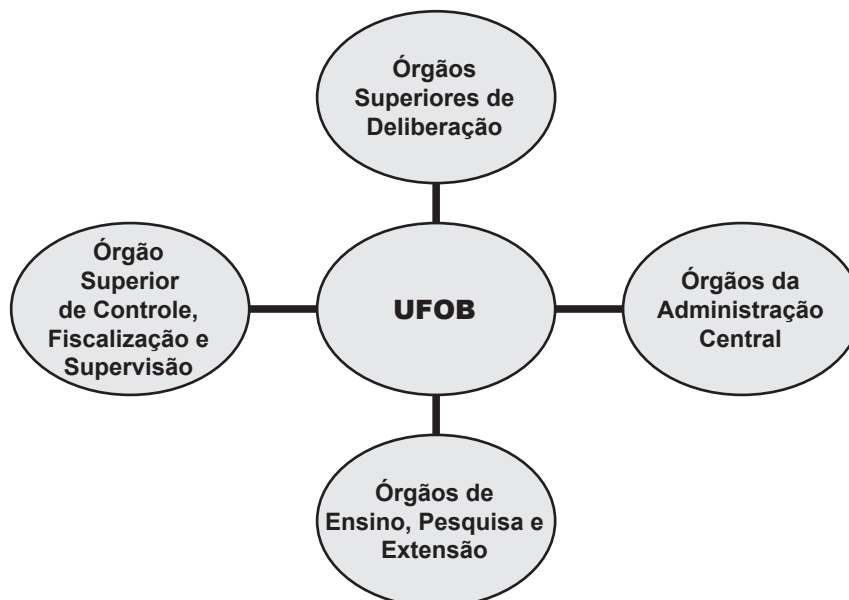 Órgãos
Superiores de
Deliberação
Órgão
Superior
de Controle,
Fiscalização e
Supervisão
UFOB
Órgãos da
Administração
Central
Órgãos de
Ensino, Pesquisa e
Extensão